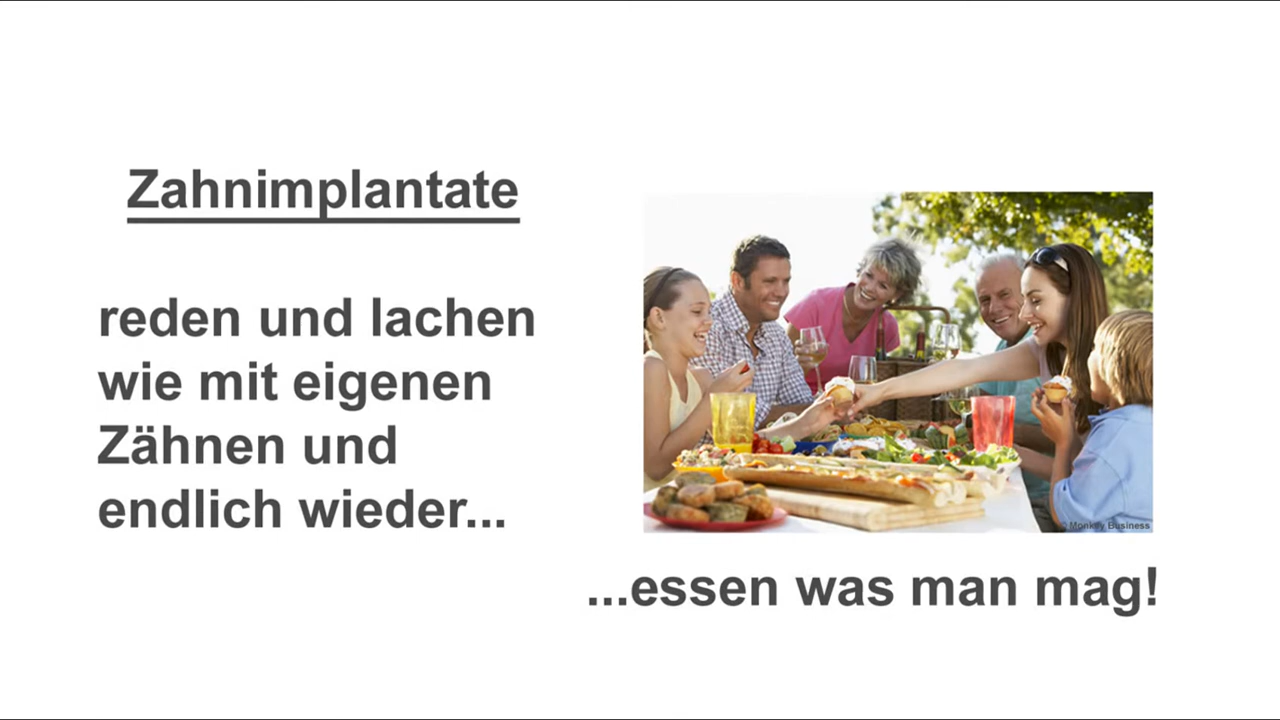 Zahnimplantate
reden und lachen
wie mit eigenen
Zähnen und
endlich wieder...
© Monkey Business
...essen was man mag!